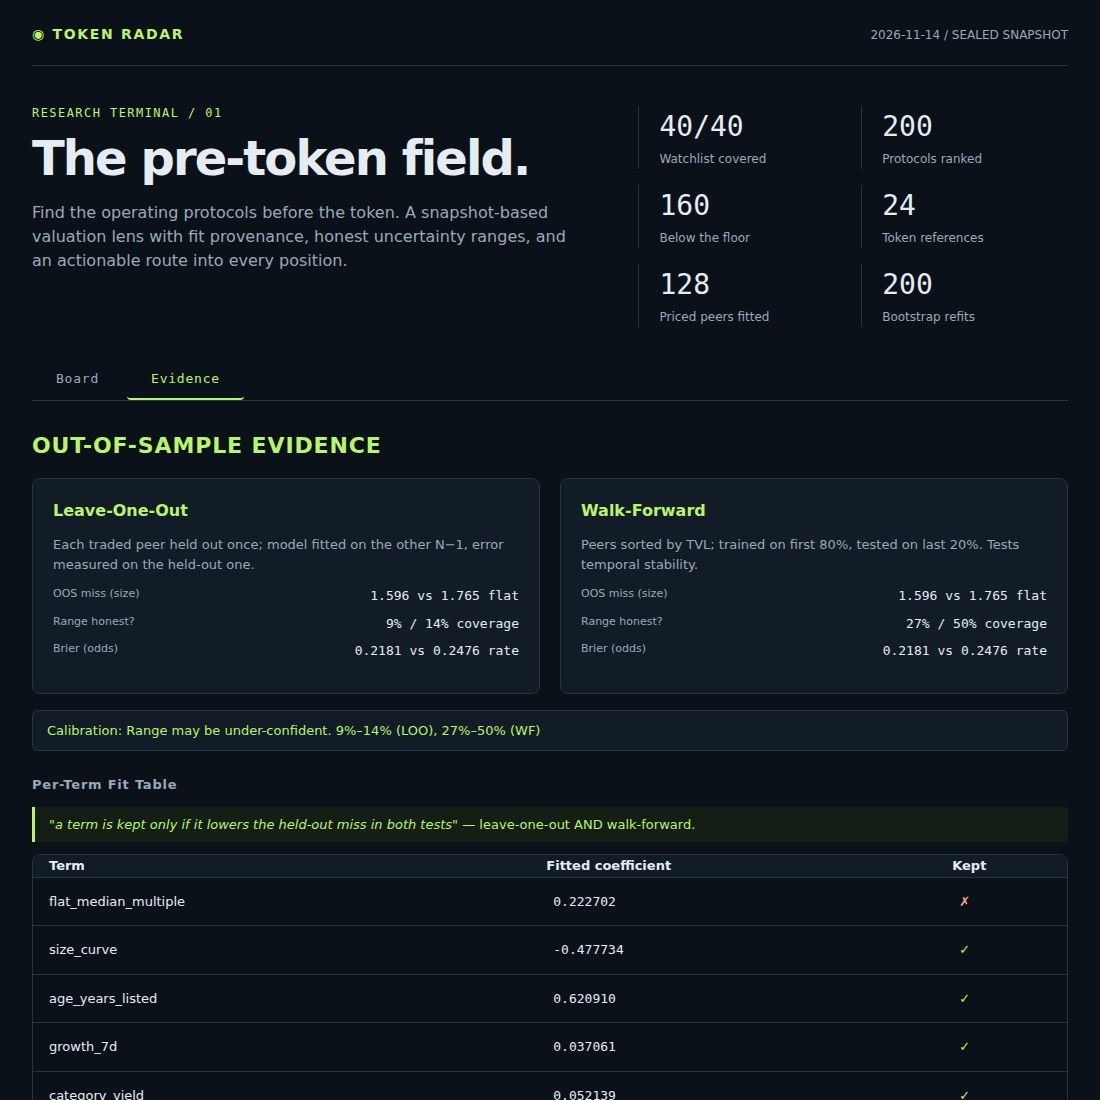 ◉ TOKEN RADAR
2026-11-14 / SEALED SNAPSHOT
RESEARCH TERMINAL / 01
The pre-token field.
Find the operating protocols before the token. A snapshot-based
valuation lens with fit provenance, honest uncertainty ranges, and
an actionable route into every position.
40/40
Watchlist covered
200
Protocols ranked
160
Below the floor
24
Token references
128
Priced peers fitted
200
Bootstrap refits
Board
Evidence
OUT-OF-SAMPLE EVIDENCE
Leave-One-Out
Each traded peer held out once; model fitted on the other N−1, error
measured on the held-out one.
OOS miss (size) 1.596 vs 1.765 flat
Range honest? 9% / 14% coverage
Brier (odds) 0.2181 vs 0.2476 rate
Walk-Forward
Peers sorted by TVL; trained on first 80%, tested on last 20%. Tests
temporal stability.
OOS miss (size) 1.596 vs 1.765 flat
Range honest? 27% / 50% coverage
Brier (odds) 0.2181 vs 0.2476 rate
Calibration: Range may be under-confident. 9%–14% (LOO), 27%–50% (WF)
Per-Term Fit Table
"a term is kept only if it lowers the held-out miss in both tests" — leave-one-out AND walk-forward.
Term Fitted coefficient Kept
flat_median_multiple 0.222702 ✗
size_curve -0.477734 ✓
age_years_listed 0.620910 ✓
growth_7d 0.037061 ✓
category_yield 0.052139 ✓